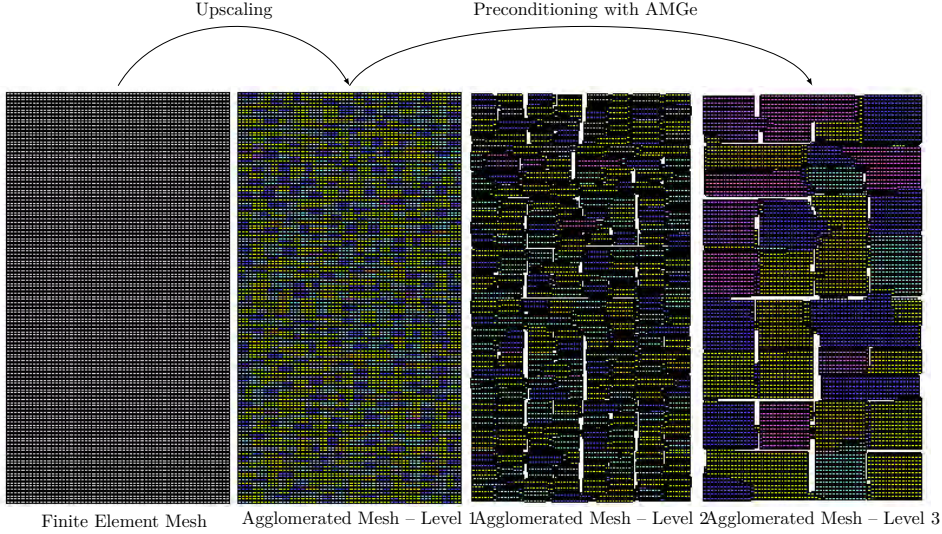 Upscaling
Preconditioning with AMGe
Finite Element Mesh
Agglomerated Mesh – Level 1
Agglomerated Mesh – Level 2
Agglomerated Mesh – Level 3